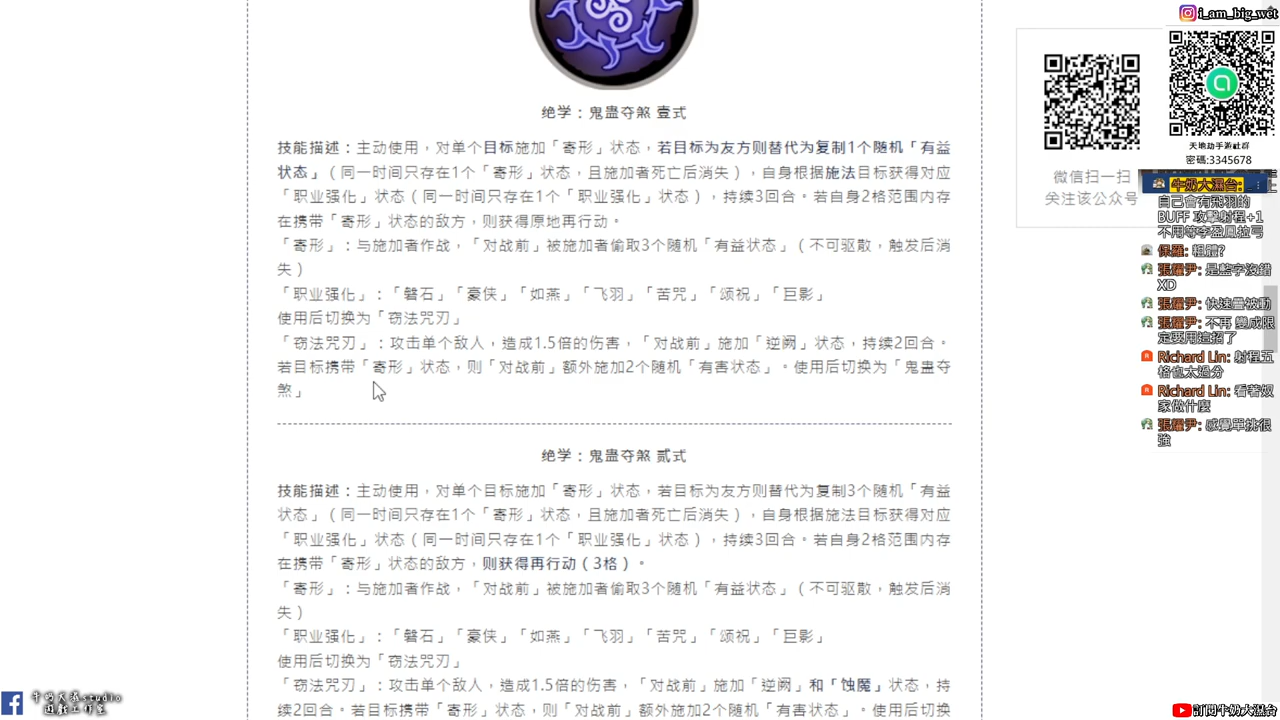 绝学：鬼蛊夺煞 壹式
技能描述：主动使用，对单个目标施加「寄形」状态，若目标为友方则替代为复制1个随机「有益
状态」（同一时间只存在1个「寄形」状态，且施加者死亡后消失），自身根据施法目标获得对应
「职业强化」状态（同一时间只存在1个「职业强化」状态），持续3回合。若自身2格范围内存
在携带「寄形」状态的敌方，则获得原地再行动。
「寄形」：与施加者作战，「对战前」被施加者偷取3个随机「有益状态」（不可驱散，触发后消
失）
「职业强化」：「磐石」「豪侠」「如燕」「飞羽」「苦咒」「颂祝」「巨影」
使用后切换为「窃法咒刃」
「窃法咒刃」：攻击单个敌人，造成1.5倍的伤害，「对战前」施加「逆阙」状态，持续2回合。
若目标携带「寄形」状态，则「对战前」额外施加2个随机「有害状态」。使用后切换为「鬼蛊夺
煞」
绝学：鬼蛊夺煞 贰式
技能描述：主动使用，对单个目标施加「寄形」状态，若目标为友方则替代为复制3个随机「有益
状态」（同一时间只存在1个「寄形」状态，且施加者死亡后消失），自身根据施法目标获得对应
「职业强化」状态（同一时间只存在1个「职业强化」状态），持续3回合。若自身2格范围内存
在携带「寄形」状态的敌方，则获得再行动（3格）。
「寄形」：与施加者作战，「对战前」被施加者偷取3个随机「有益状态」（不可驱散，触发后消
失）
「职业强化」：「磐石」「豪侠」「如燕」「飞羽」「苦咒」「颂祝」「巨影」
使用后切换为「窃法咒刃」
「窃法咒刃」：攻击单个敌人，造成1.5倍的伤害，「对战前」施加「逆阙」和「蚀魔」状态，持
续2回合。若目标携带「寄形」状态，则「对战前」额外施加2个随机「有害状态」。使用后切换
i_am_big_wet
天地劫手游社群
密碼:3345678
微信扫一扫
关注该公众号
牛奶大濕台:
自己會有飛羽的
BUFF 攻擊射程+1
不用等李盈鳳拉弓
保羅: 粗體?
張耀尹: 是藍字沒錯
XD
張耀尹: 快速疊被動
張耀尹: 不再 變成限
定要用這招了
Richard Lin: 射程五
格也太過分
Richard Lin: 看著奴
家做什麼
張耀尹: 感覺單挑很
強
牛奶大濕studio
遊戲工作室
訂閱牛奶大濕台